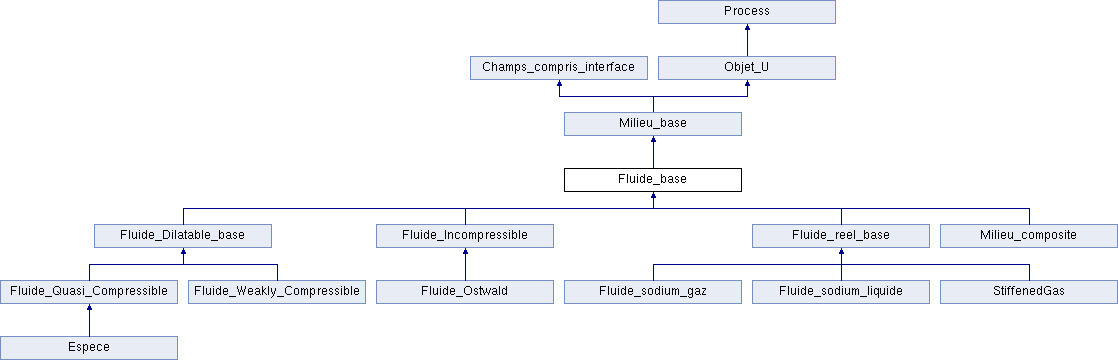 Process
Champs_compris_interface
Objet_U
Milieu_base
Fluide_base
Fluide_Dilatable_base
Fluide_Incompressible
Fluide_reel_base
Milieu_composite
Fluide_Quasi_Compressible
Fluide_Weakly_Compressible
Fluide_Ostwald
Fluide_sodium_gaz
Fluide_sodium_liquide
StiffenedGas
Espece